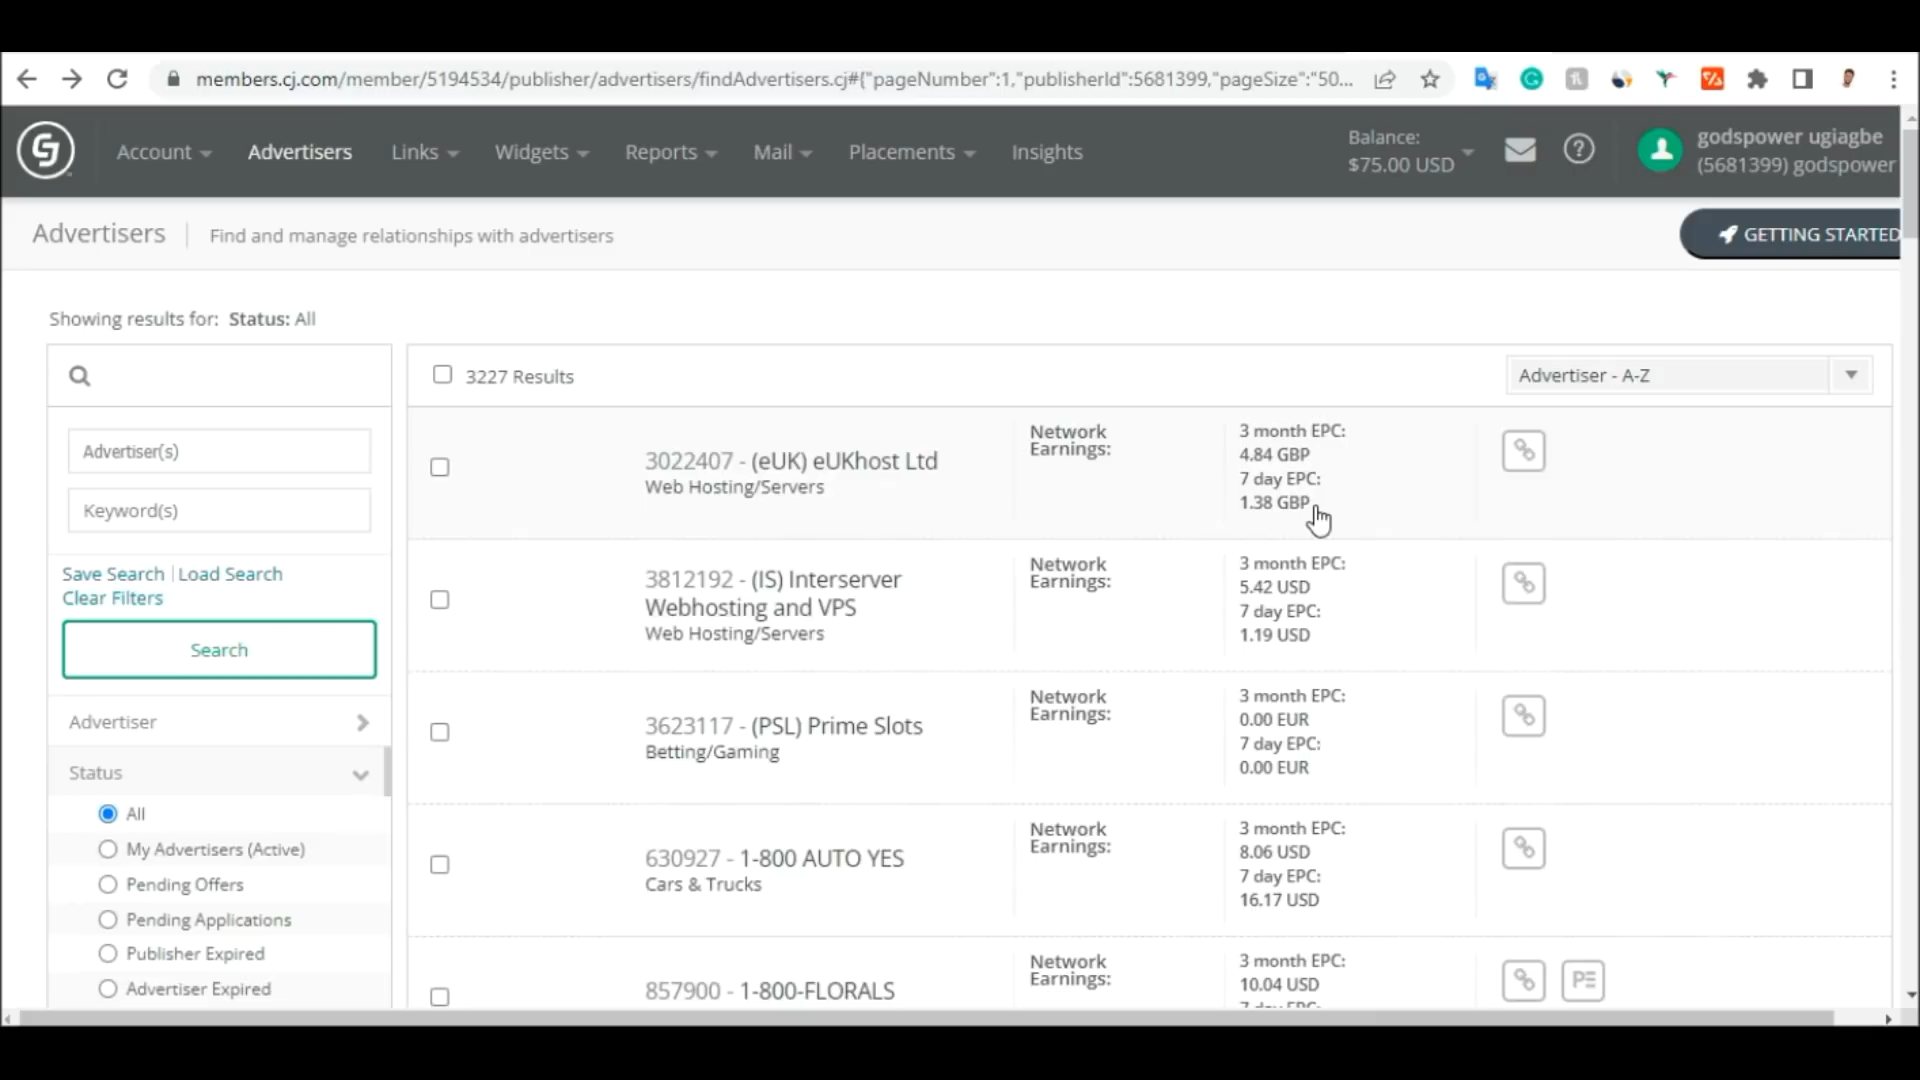 members.cj.com/member/5194534/publisher/advertisers/findAdvertisers.cj#{"pageNumber":1,"publisherId":5681399,"pageSize":"50...
Account
Advertisers
Links
Widgets
Reports
Mail
Placements
Insights
Balance:
$75.00 USD
godspower ugiagbe
(5681399) godspower
Advertisers
Find and manage relationships with advertisers
GETTING STARTED
Showing results for: Status: All
Advertiser(s)
Keyword(s)
Save Search | Load Search
Clear Filters
Search
Advertiser
Status
All
My Advertisers (Active)
Pending Offers
Pending Applications
Publisher Expired
Advertiser Expired
3227 Results
Advertiser - A-Z
3022407 - (eUK) eUKhost Ltd
Web Hosting/Servers
Network
Earnings:
3 month EPC:
4.84 GBP
7 day EPC:
1.38 GBP
3812192 - (IS) Interserver
Webhosting and VPS
Web Hosting/Servers
Network
Earnings:
3 month EPC:
5.42 USD
7 day EPC:
1.19 USD
3623117 - (PSL) Prime Slots
Betting/Gaming
Network
Earnings:
3 month EPC:
0.00 EUR
7 day EPC:
0.00 EUR
630927 - 1-800 AUTO YES
Cars & Trucks
Network
Earnings:
3 month EPC:
8.06 USD
7 day EPC:
16.17 USD
857900 - 1-800-FLORALS
Network
Earnings:
3 month EPC:
10.04 USD
7 day EPC: